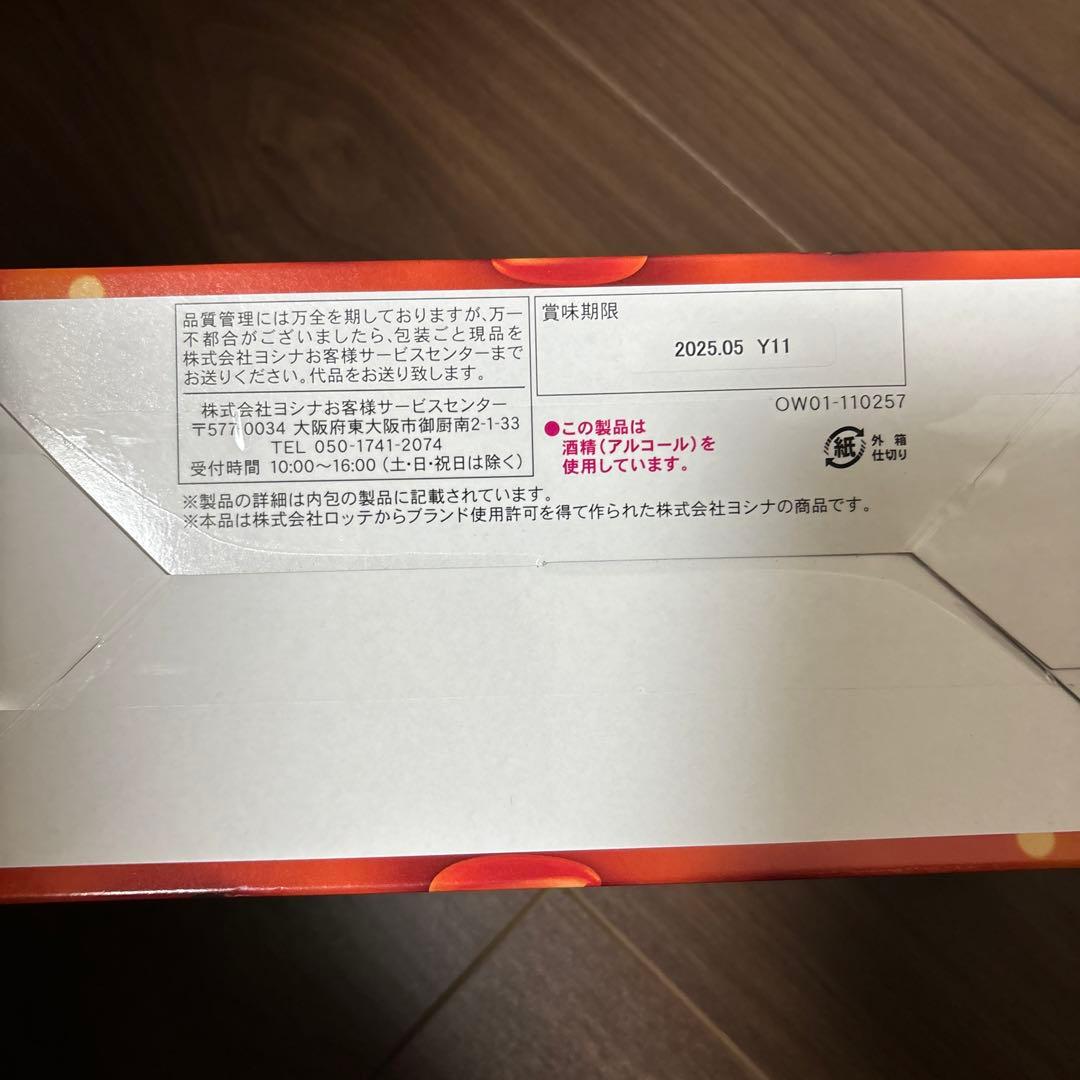 品質管理には万全を期しておりますが、万一
不都合がございましたら、包装ごと現品を
株式会社ヨシナお客様サービスセンターまで
お送りください。代品をお送り致します。
株式会社ヨシナお客様サービスセンター
〒577-0034 大阪府東大阪市御厨南2-1-33
TEL 050-1741-2074
受付時間 10:00～16:00 (土・日・祝日は除く)
賞味期限
2025.05 Y11
OW01-110257
●この製品は
酒精(アルコール)を
使用しています。
紙
外箱
仕切り
※製品の詳細は内包の製品に記載されています。
※本品は株式会社ロッテからブランド使用許可を得て作られた株式会社ヨシナの商品です。